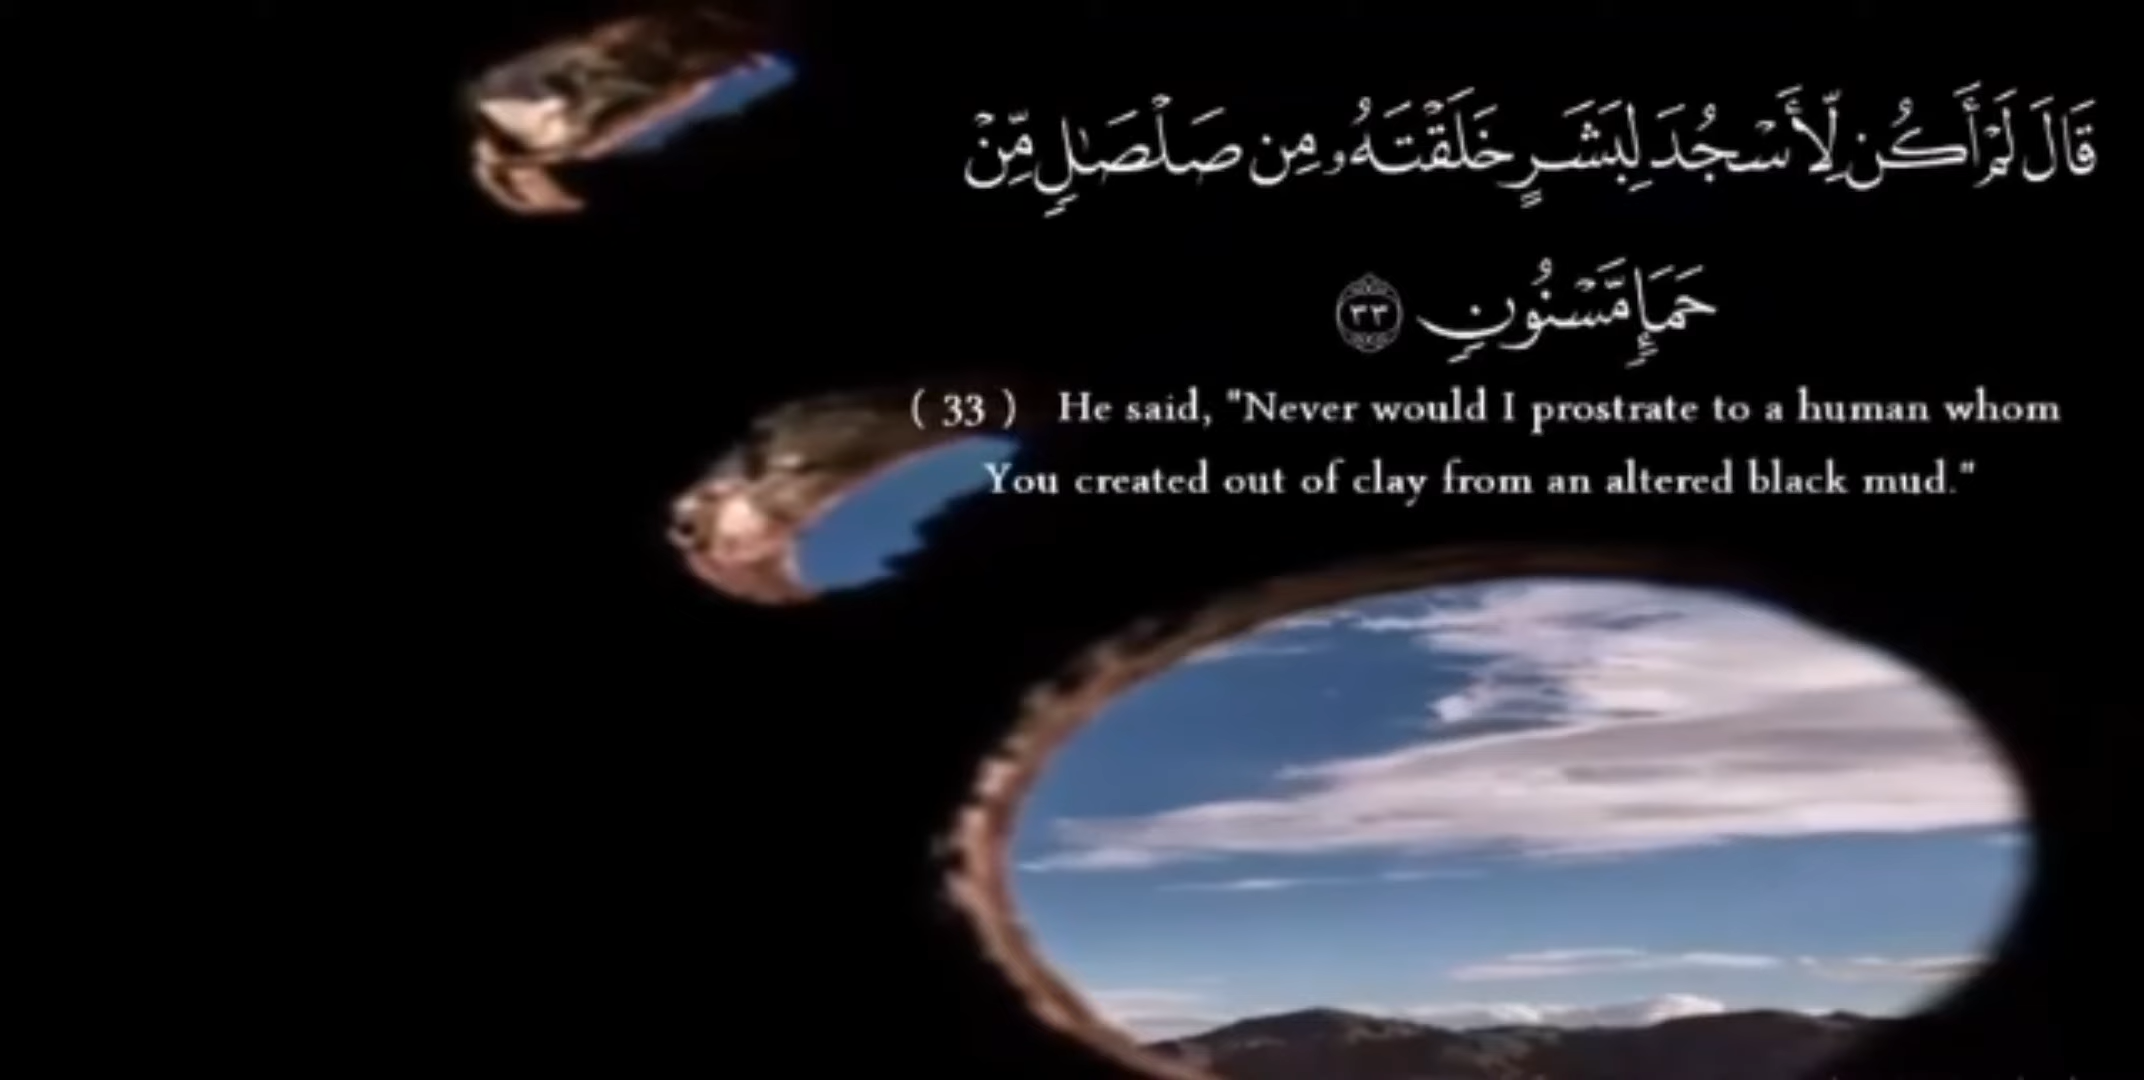 قَالَ لَمْ أَكُن لِّأَسْجُدَ لِبَشَرٍ خَلَقْتَهُۥ مِن صَلْصَٰلٍ مِّنْ
حَمَإٍ مَّسْنُونٍ ٣٣
( 33 ) He said, "Never would I prostrate to a human whom
You created out of clay from an altered black mud."